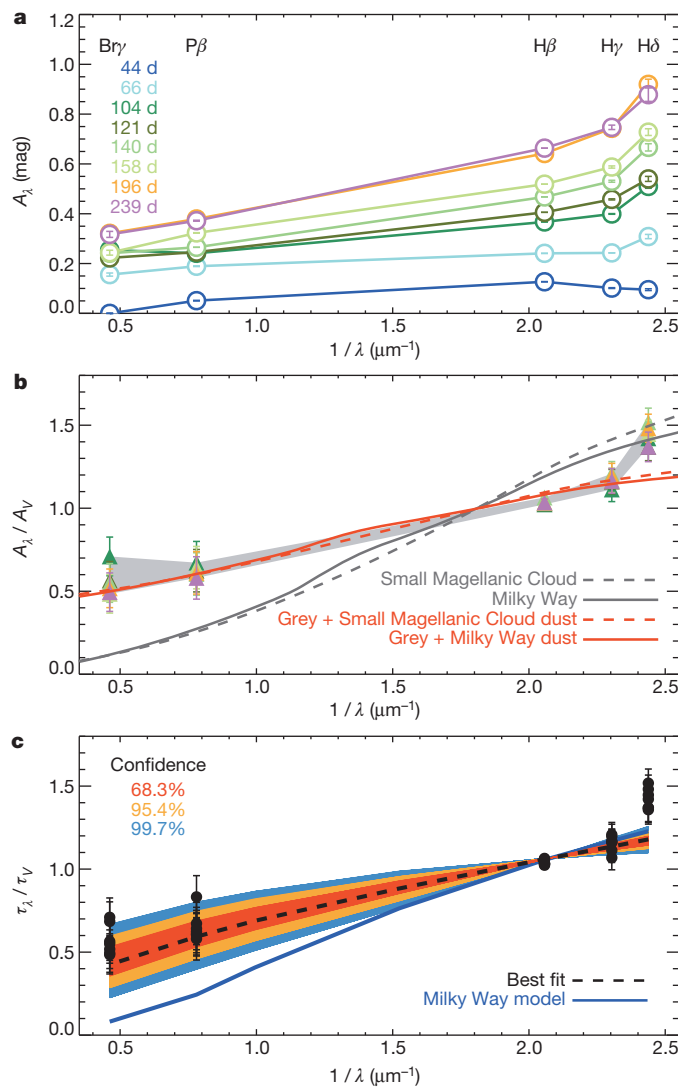 a
Brγ Pβ Hβ Hγ Hδ
44 d
66 d
104 d
121 d
140 d
158 d
196 d
239 d
Aλ (mag)
1.0
0.8
0.6
0.4
0.2
0.0
0.5 1.0 1.5 2.0 2.5
1 / λ (μm⁻¹)
b
Aλ / AV
1.5
1.0
0.5
0.0
Small Magellanic Cloud
Milky Way
Grey + Small Magellanic Cloud dust
Grey + Milky Way dust
0.5 1.0 1.5 2.0 2.5
1 / λ (μm⁻¹)
c
τλ / τV
1.5
1.0
0.5
0.0
Confidence
68.3%
95.4%
99.7%
Best fit
Milky Way model
0.5 1.0 1.5 2.0 2.5
1 / λ (μm⁻¹)